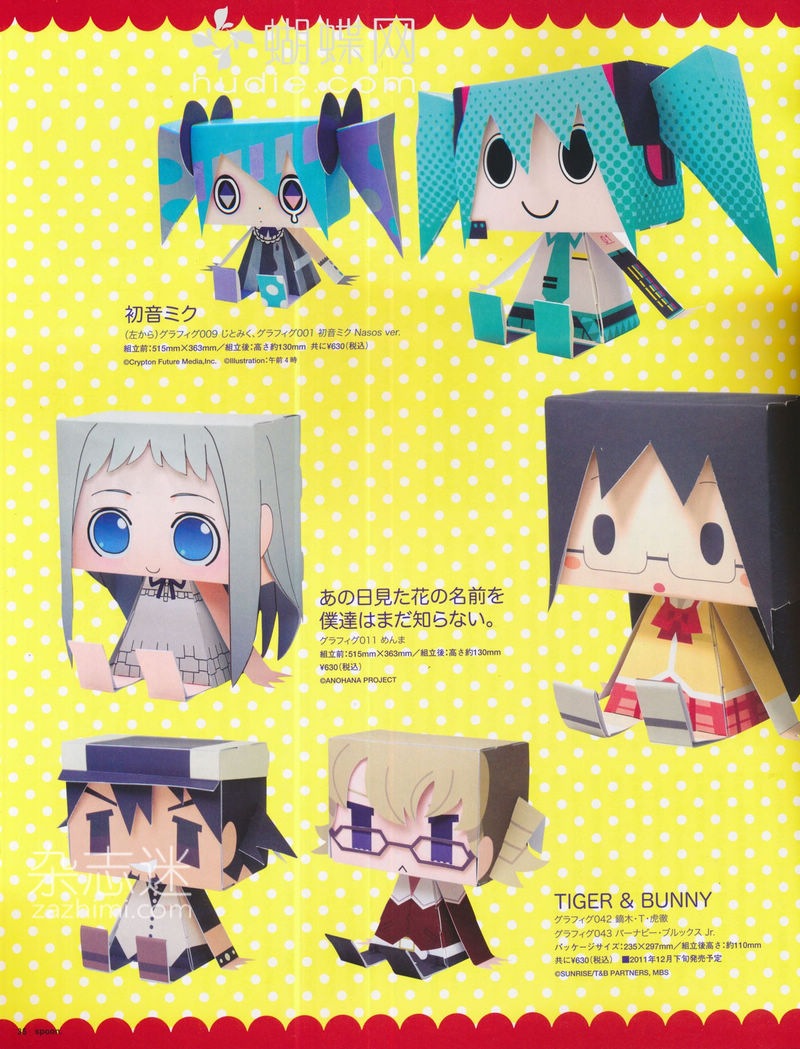 蝴蝶网
hudie.com
初音ミク
(左から)グラフィグ009 じとみく、グラフィグ001 初音ミク Nasos ver.
組立前:515mm×363mm/組立後:高さ約130mm 共に¥630(税込)
©Crypton Future Media,Inc. ©Illustration:午前4時
あの日見た花の名前を
僕達はまだ知らない。
グラフィグ011 めんま
組立前:515mm×363mm/組立後:高さ約130mm
¥630(税込)
©ANOHANA PROJECT
杂志迷
zazhimi.com
TIGER & BUNNY
グラフィグ042 鏑木・T・虎徹
グラフィグ043 バーナビー・ブルックス Jr.
パッケージサイズ:235×297mm/組立後高さ:約110mm
共に¥630(税込) ■2011年12月下旬発売予定
©SUNRISE/T&B PARTNERS, MBS
36 spoon.